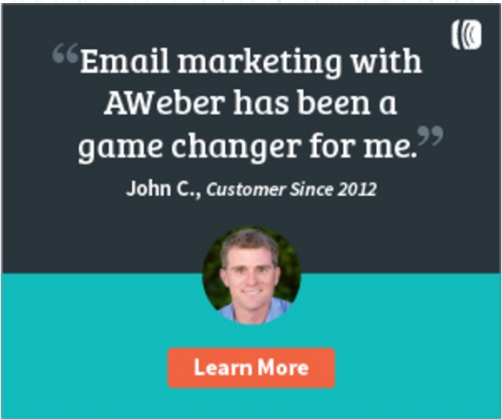 “Email marketing with
AWeber has been a
game changer for me.”
John C., Customer Since 2012
Learn More